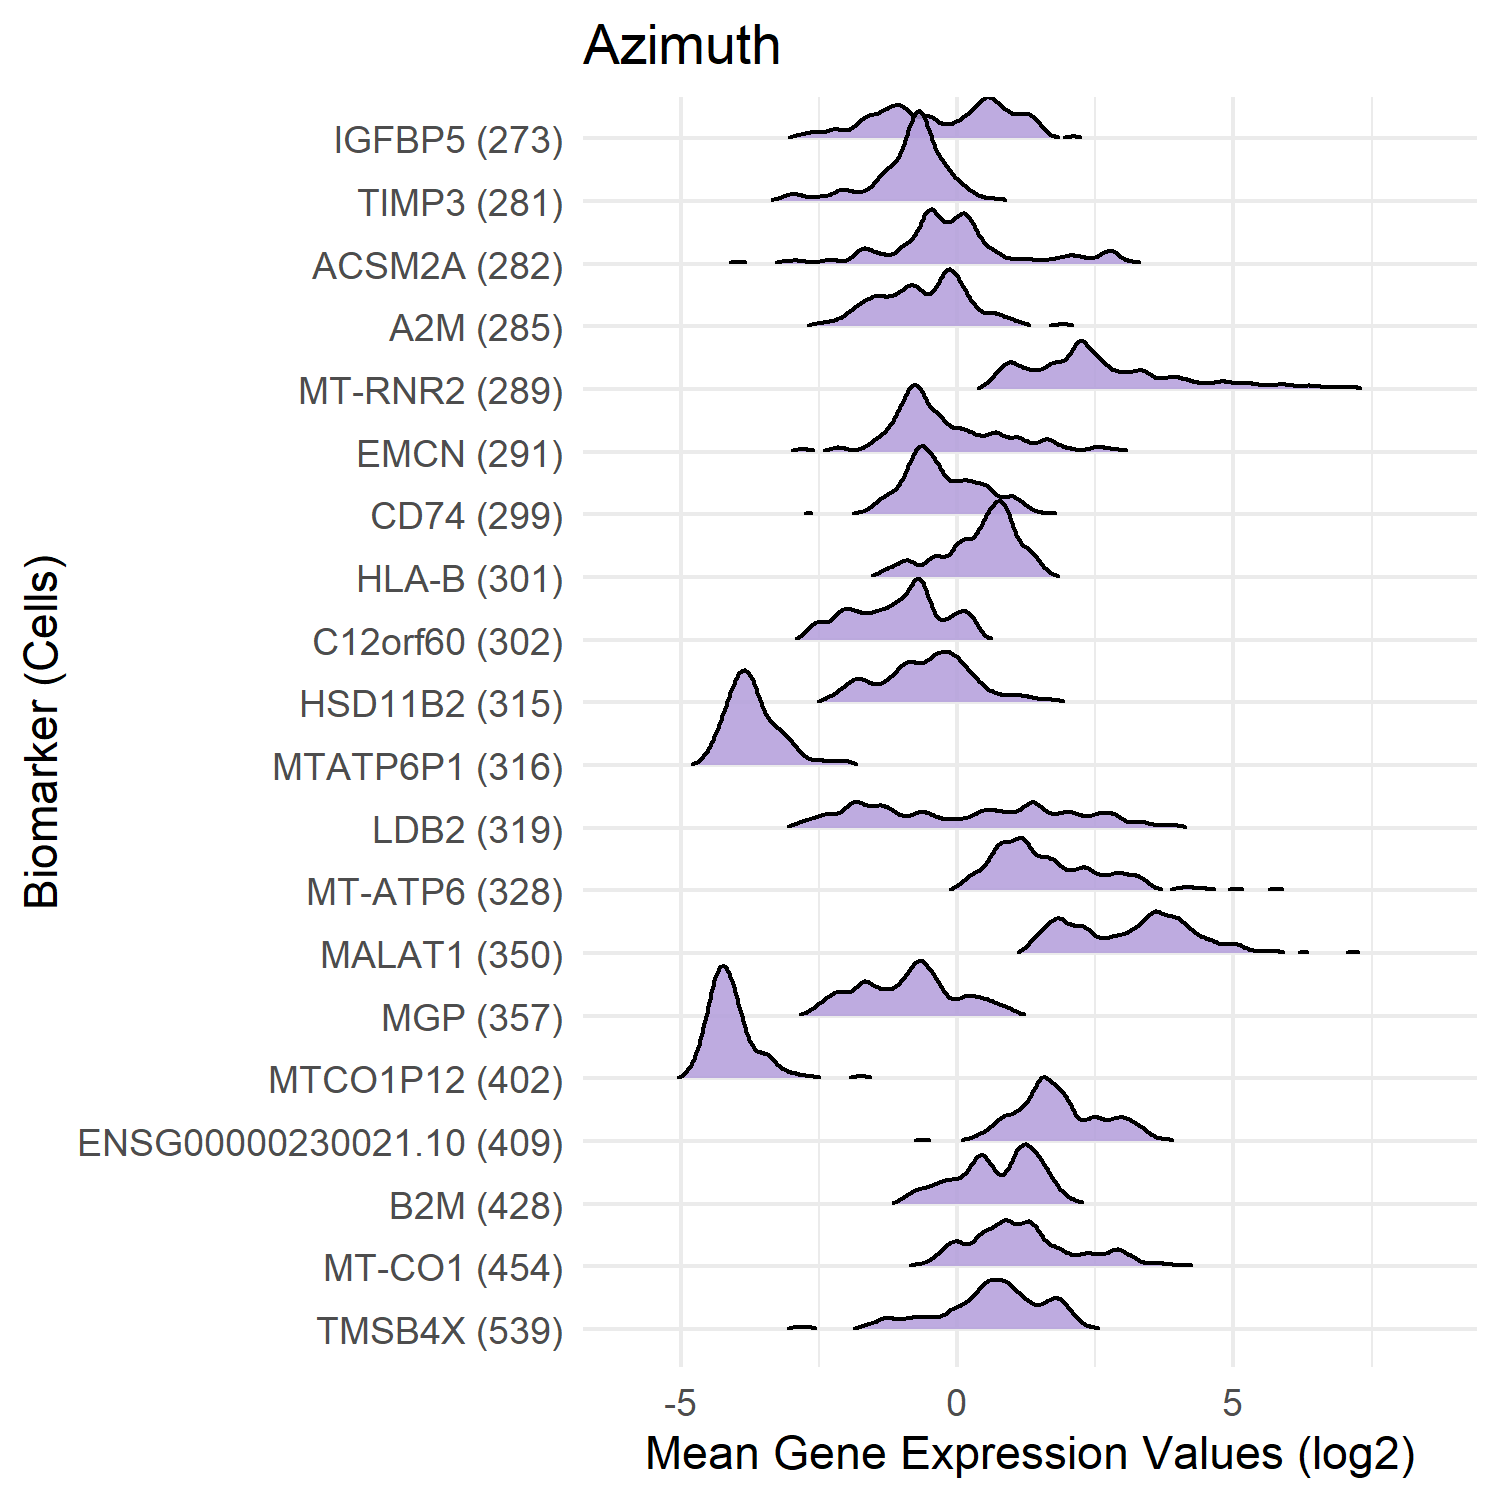 Azimuth
Biomarker (Cells)
IGFBP5 (273)
TIMP3 (281)
ACSM2A (282)
A2M (285)
MT-RNR2 (289)
EMCN (291)
CD74 (299)
HLA-B (301)
C12orf60 (302)
HSD11B2 (315)
MTATP6P1 (316)
LDB2 (319)
MT-ATP6 (328)
MALAT1 (350)
MGP (357)
MTCO1P12 (402)
ENSG00000230021.10 (409)
B2M (428)
MT-CO1 (454)
TMSB4X (539)
-5 0 5
Mean Gene Expression Values (log2)